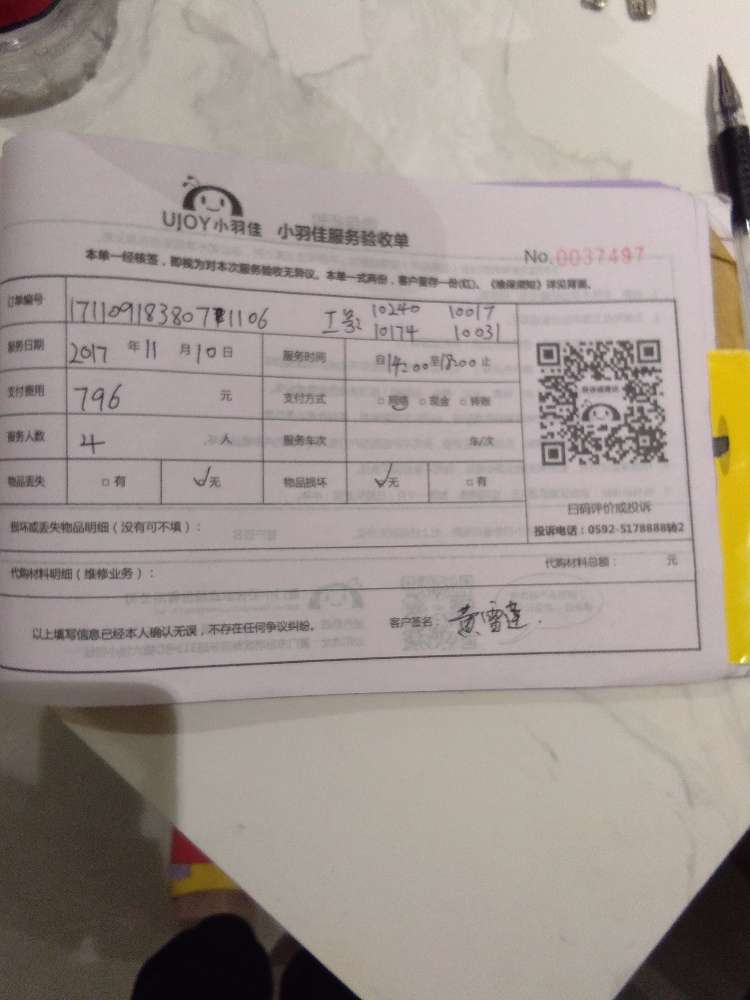 UJOY小羽佳 小羽佳服务验收单
No.0037497
本单一经核签，即视为对本次服务验收无异议。本单一式两份，客户留存一份(红)。《维保须知》详见背面。
订单编号 工号 10240 10017
10174 10031
服务日期 2017 年 11 月 10 日 服务时间 自 14:00 至 18:00 止
支付费用 796 元 支付方式 □ 网络 □ 现金 □ 转账
服务人数 4 人 服务车次 车/次
物品丢失 □ 有 ✓无 物品损坏 ✓无 □ 有
扫码评价或投诉
损坏或丢失物品明细（没有可不填）： 投诉电话：0592-5178888转2
代购材料明细（维修业务）： 代购材料总额： 元
以上填写信息已经本人确认无误，不存在任何争议纠纷。 客户签名： 黄雪莲